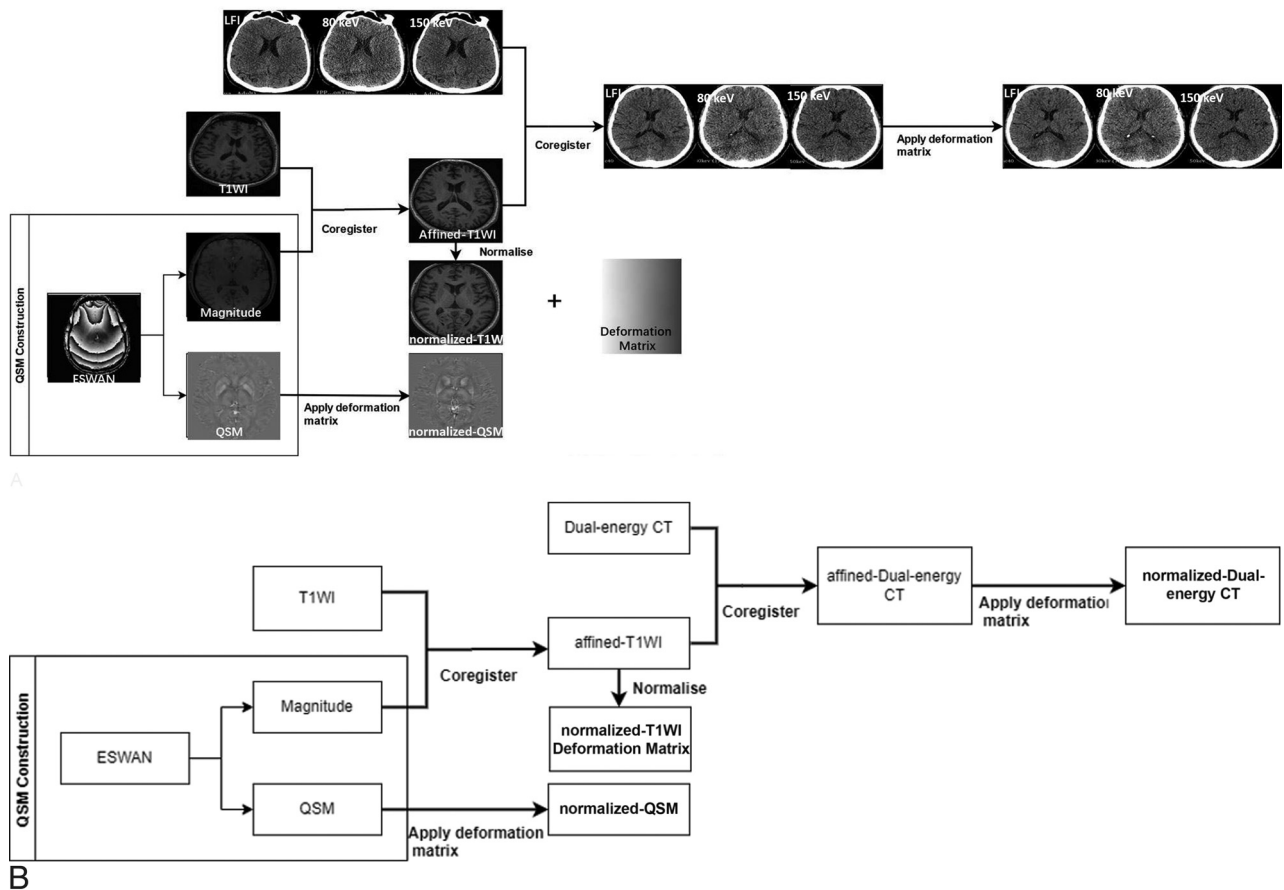 LFI
80 keV
150 keV
LFI
80 keV
150 keV
LFI
80 keV
150 keV
Coregister
Apply deformation
matrix
T1WI
Coregister
Affined-T1WI
Normalise
QSM Construction
Magnitude
ESWAN
normalized-T1W
+
Deformation
Matrix
QSM
Apply deformation
matrix
normalized-QSM
A
Dual-energy CT
T1WI
affined-Dual-energy
CT
normalized-Dual-
energy CT
Coregister
Apply deformation
matrix
affined-T1WI
Coregister
Normalise
QSM Construction
Magnitude
ESWAN
normalized-T1WI
Deformation Matrix
QSM
normalized-QSM
Apply deformation
matrix
B